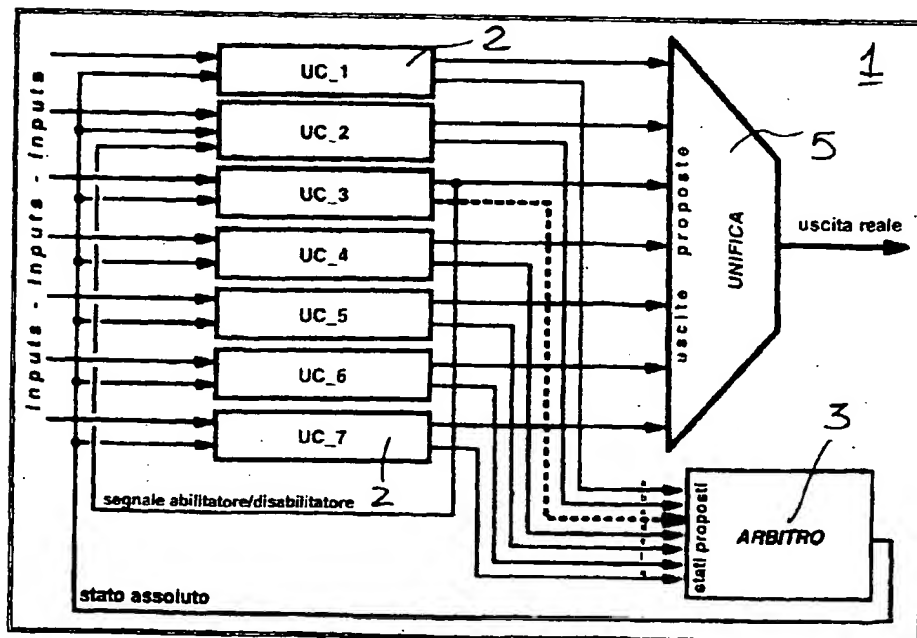 Inputs - Inputs - Inputs
UC_1
UC_2
UC_3
UC_4
UC_5
UC_6
UC_7
2
2
1
5
uscite proposte
UNIFICA
uscita reale
3
stati proposti
ARBITRO
segnale abilitatore/disabilitatore
stato assoluto